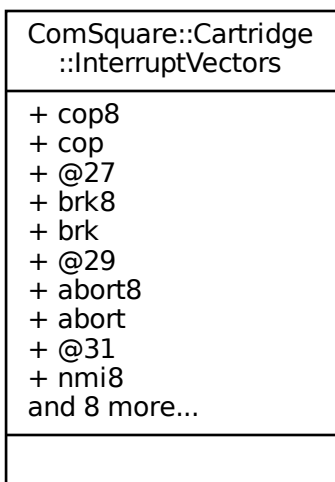 ComSquare::Cartridge
::InterruptVectors
+ cop8
+ cop
+ @27
+ brk8
+ brk
+ @29
+ abort8
+ abort
+ @31
+ nmi8
and 8 more...